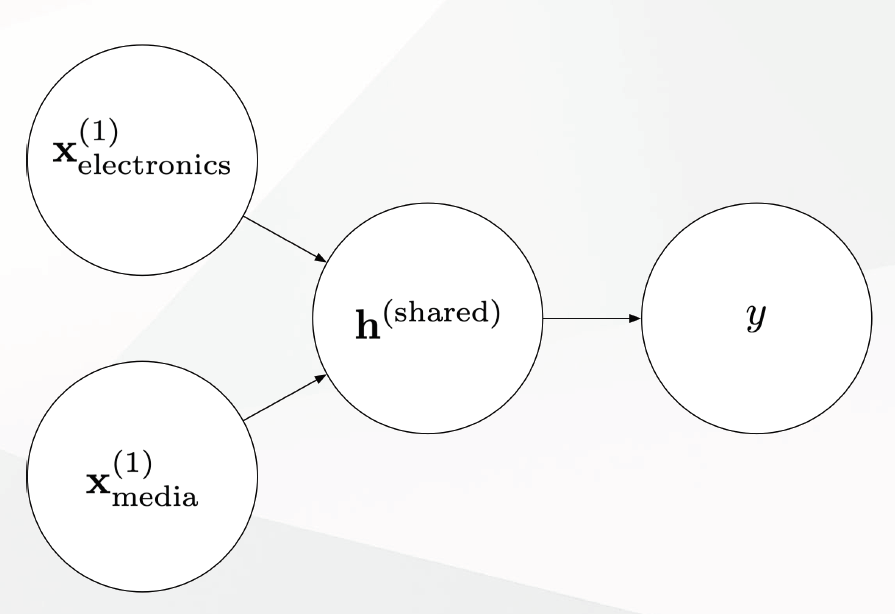 x^{(1)}_{electronics}
h^{(shared)}
y
x^{(1)}_{media}